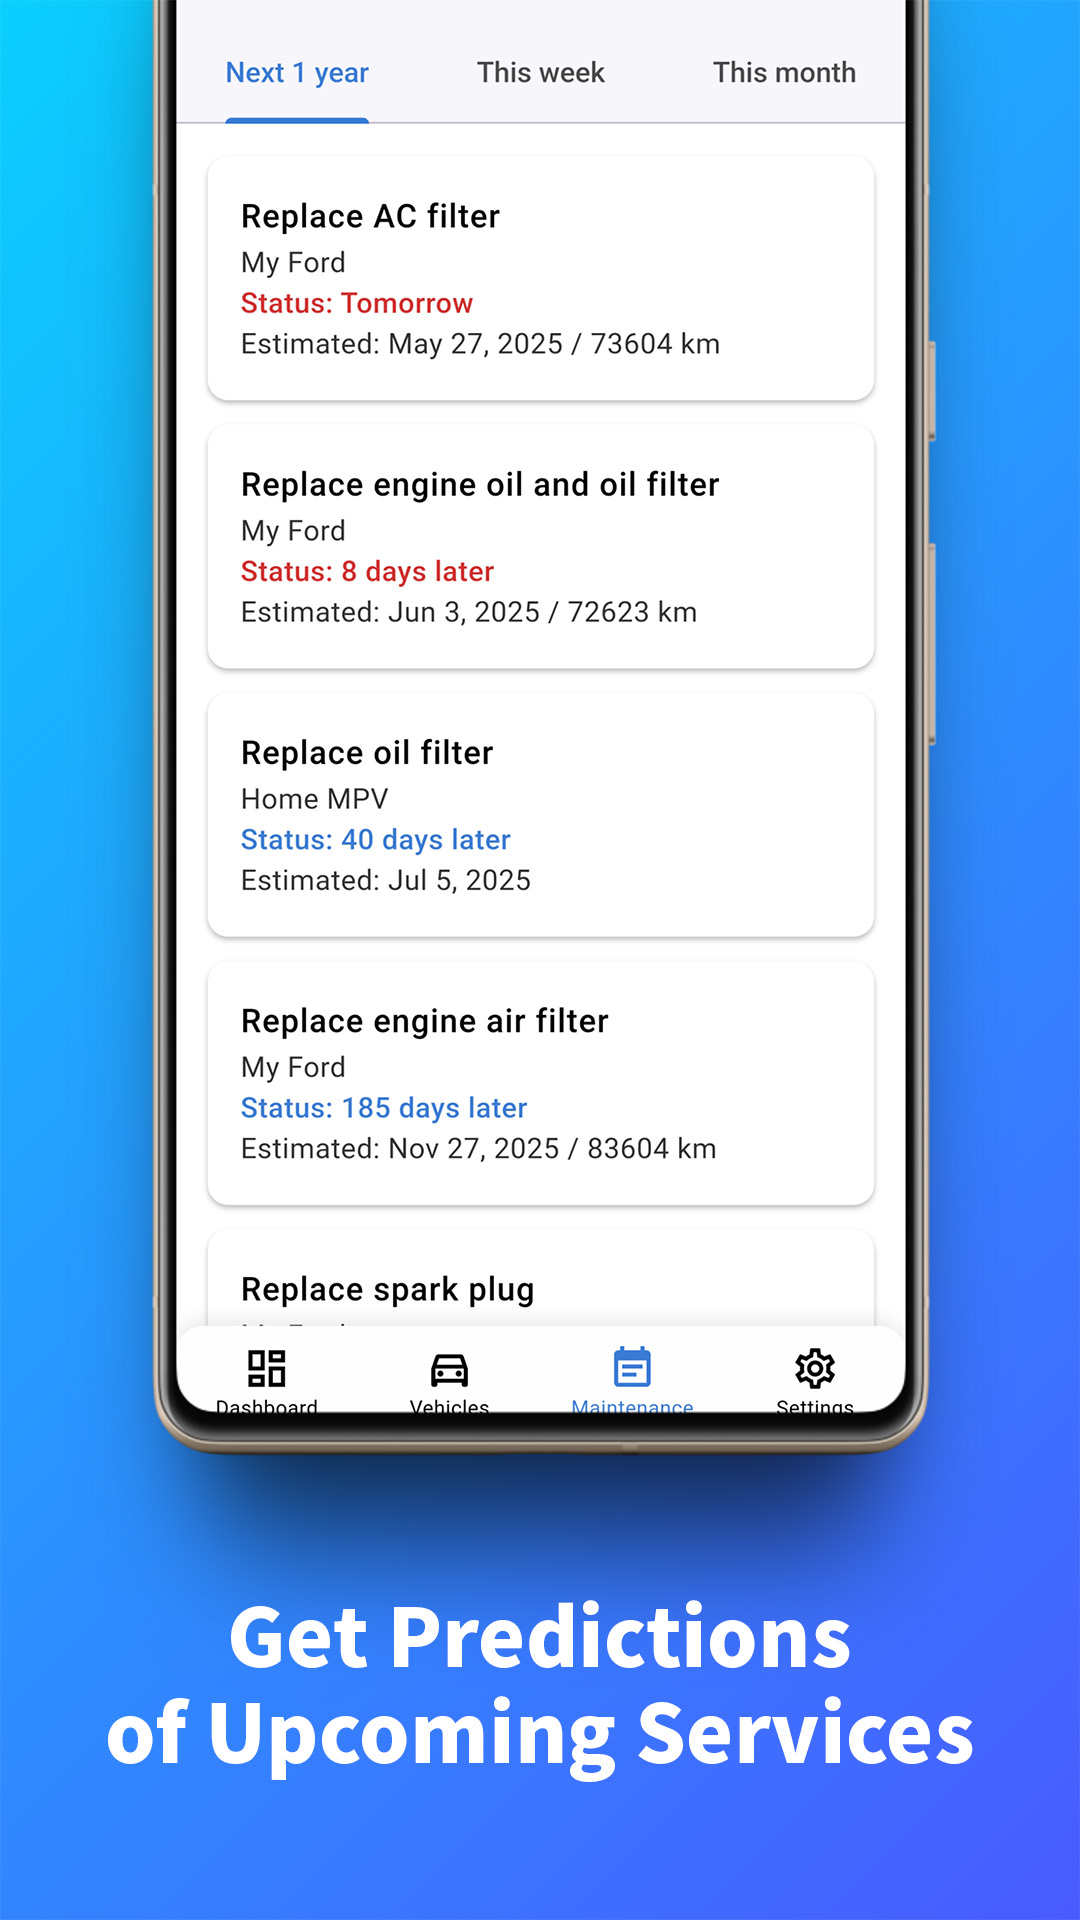 Next 1 year
This week
This month
Replace AC filter
My Ford
Status: Tomorrow
Estimated: May 27, 2025 / 73604 km
Replace engine oil and oil filter
My Ford
Status: 8 days later
Estimated: Jun 3, 2025 / 72623 km
Replace oil filter
Home MPV
Status: 40 days later
Estimated: Jul 5, 2025
Replace engine air filter
My Ford
Status: 185 days later
Estimated: Nov 27, 2025 / 83604 km
Replace spark plug
Dashboard
Vehicles
Maintenance
Settings
Get Predictions
of Upcoming Services